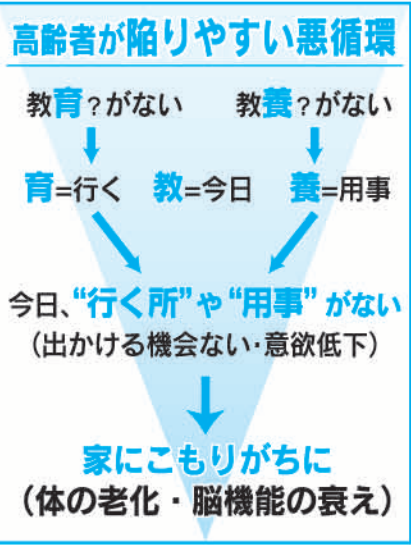 高齢者が陥りやすい悪循環
教育?がない 教養?がない
育=行く 教=今日 養=用事
今日、“行く所”や“用事”がない
(出かける機会ない・意欲低下)
家にこもりがちに
(体の老化・脳機能の衰え)